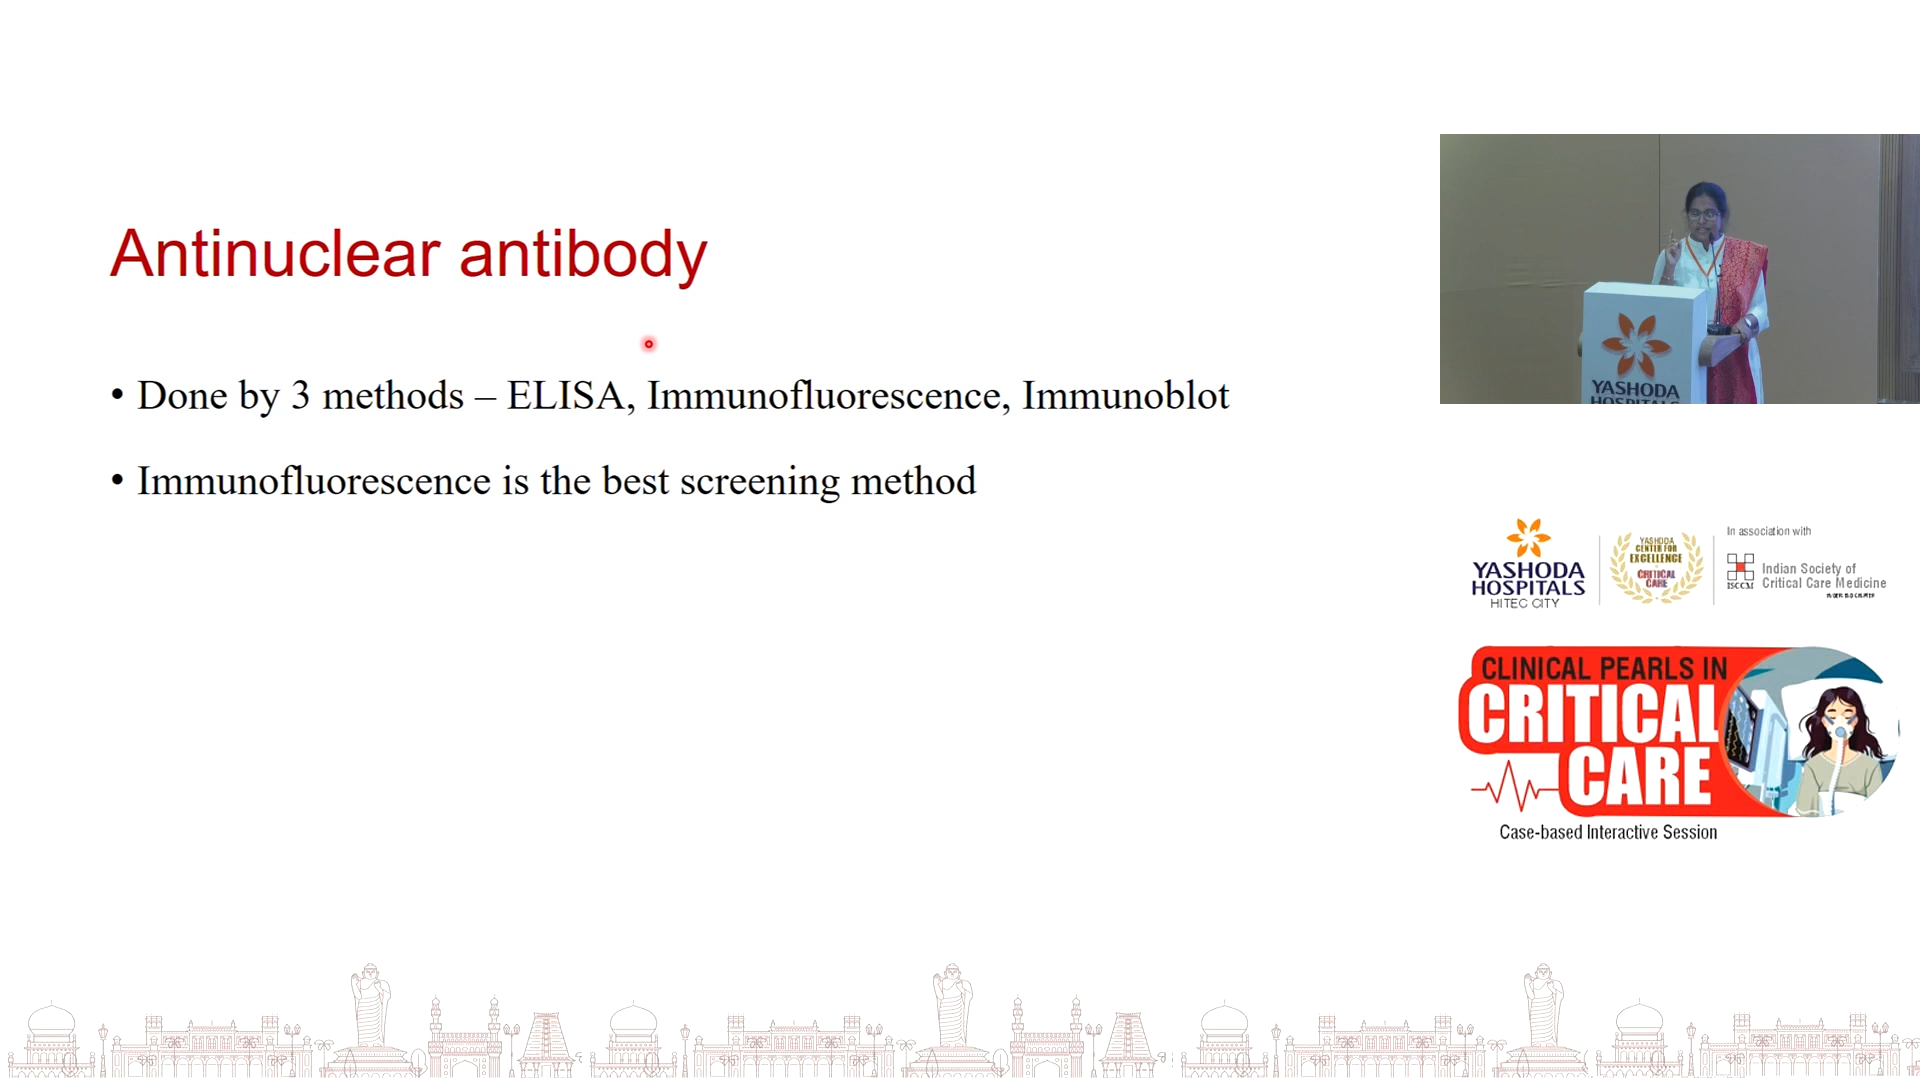 Antinuclear antibody
• Done by 3 methods – ELISA, Immunofluorescence, Immunoblot
• Immunofluorescence is the best screening method
YASHODA
HOSPITALS
YASHODA
HOSPITALS
HITEC CITY
YASHODA
CENTER FOR
EXCELLENCE
CRITICAL
CARE
In association with
ISCCM
Indian Society of
Critical Care Medicine
CLINICAL PEARLS IN
CRITICAL
CARE
Case-based Interactive Session